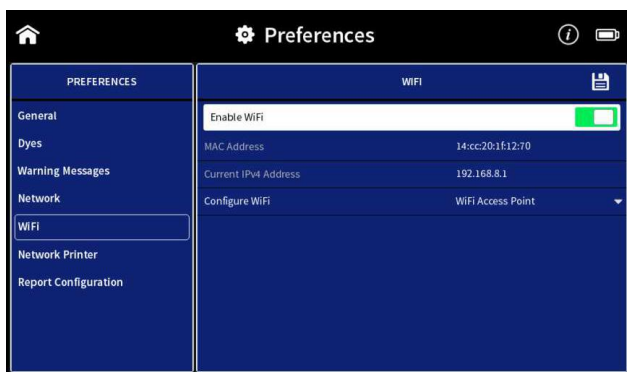 Preferences
PREFERENCES
General
Dyes
Warning Messages
Network
WiFi
Network Printer
Report Configuration
WIFI
Enable WiFi
MAC Address 14:cc:20:1f:12:70
Current IPv4 Address 192.168.8.1
Configure WiFi WiFi Access Point